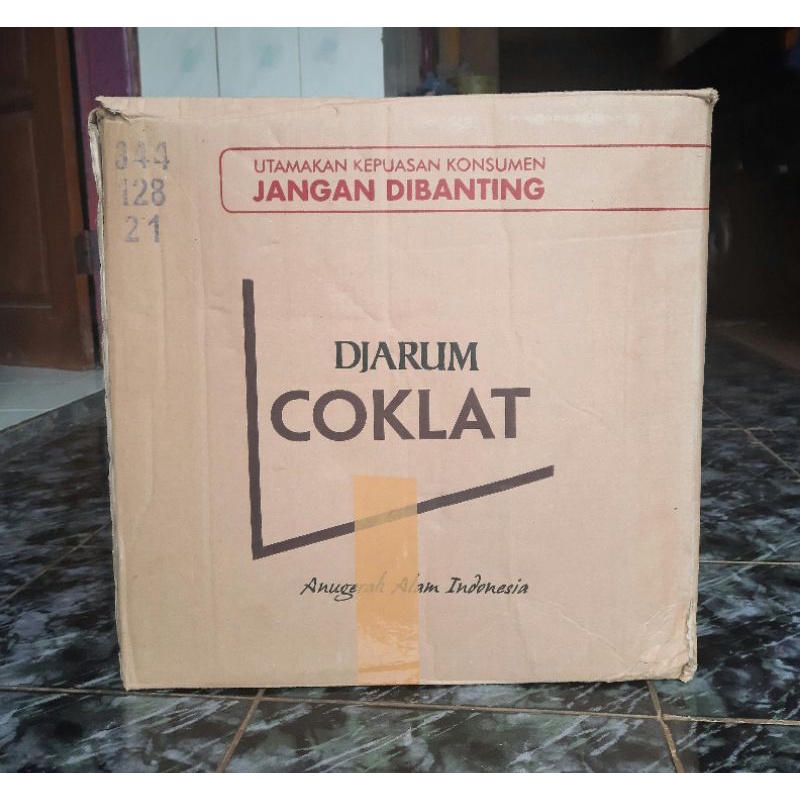 344
128
21
UTAMAKAN KEPUASAN KONSUMEN
JANGAN DIBANTING
DJARUM
COKLAT
Anugerah Alam Indonesia